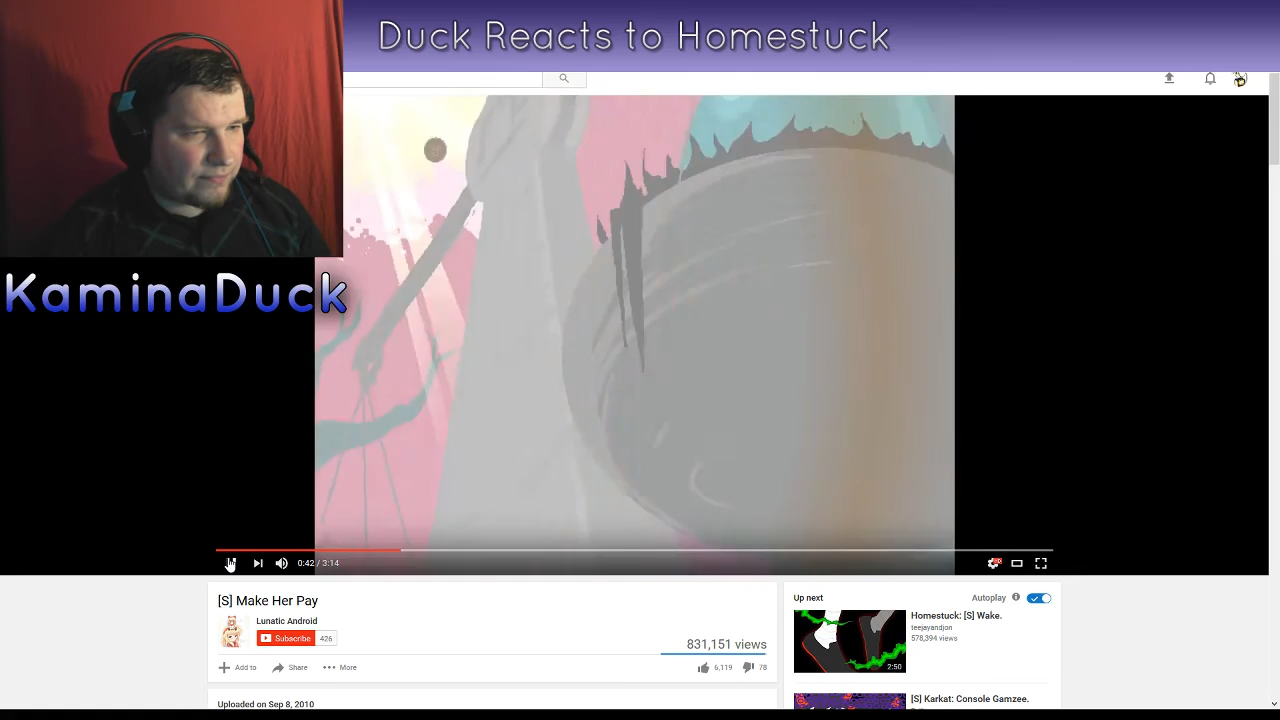 Duck Reacts to Homestuck
KaminaDuck
0:42 / 3:14
[S] Make Her Pay
Lunatic Android
Subscribe 426
831,151 views
Add to Share More
6,119 78
Uploaded on Sep 8, 2010
Up next
Autoplay
Homestuck: [S] Wake.
teejayandjon
578,394 views
2:50
[S] Karkat: Console Gamzee.